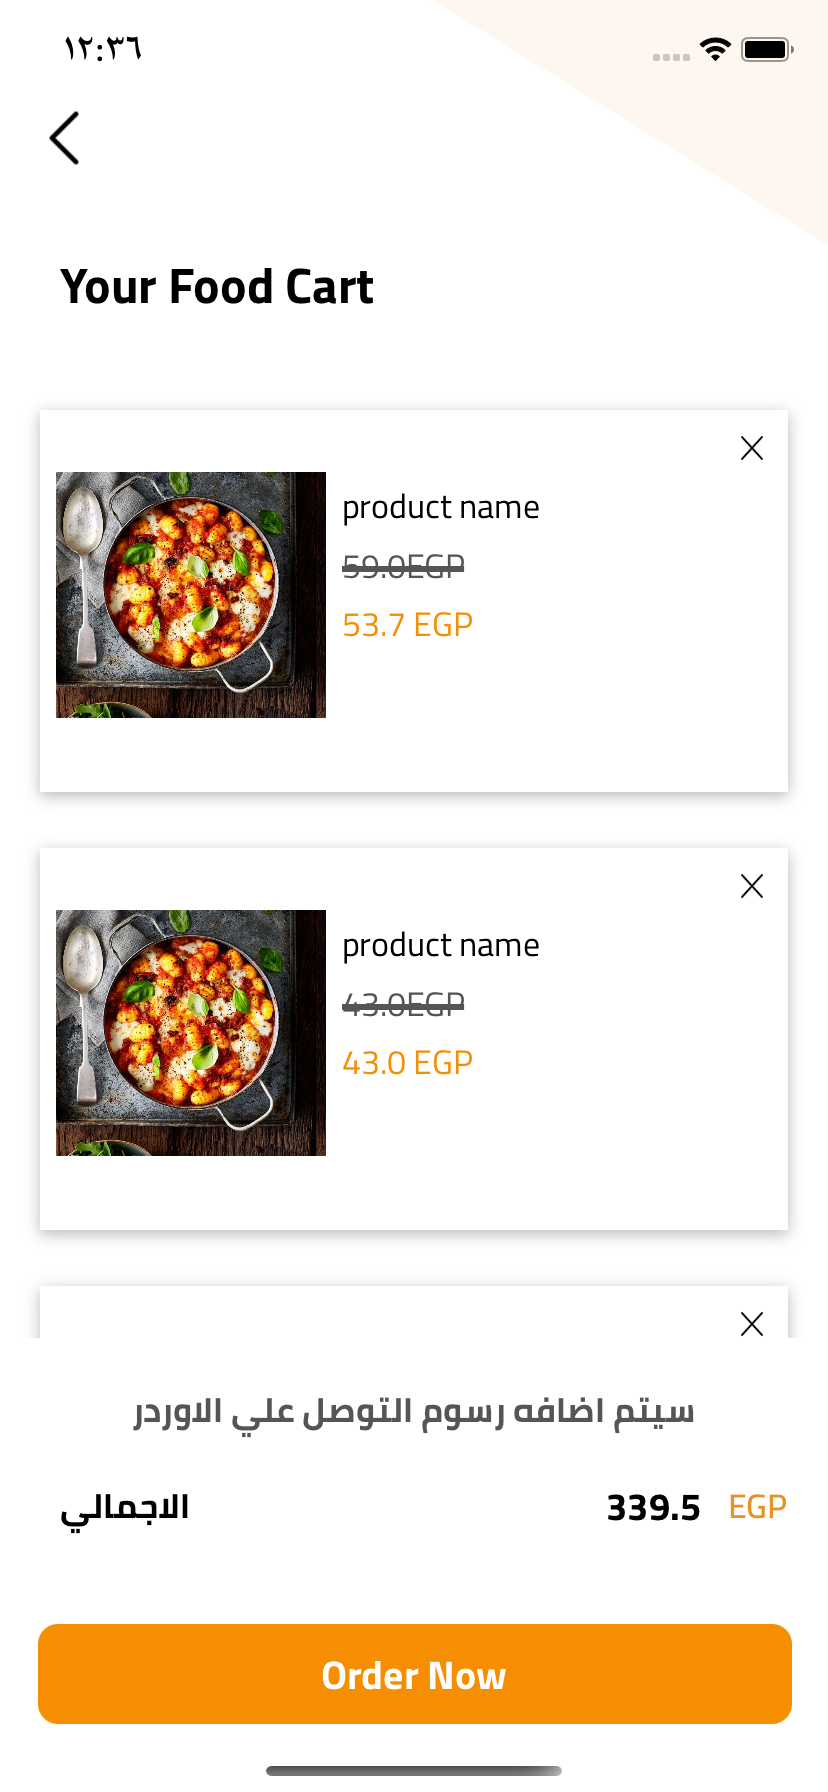 ١٢:٣٦
Your Food Cart
product name
59.0EGP
53.7 EGP
product name
43.0EGP
43.0 EGP
سيتم اضافه رسوم التوصل علي الاوردر
الاجمالي 339.5 EGP
Order Now